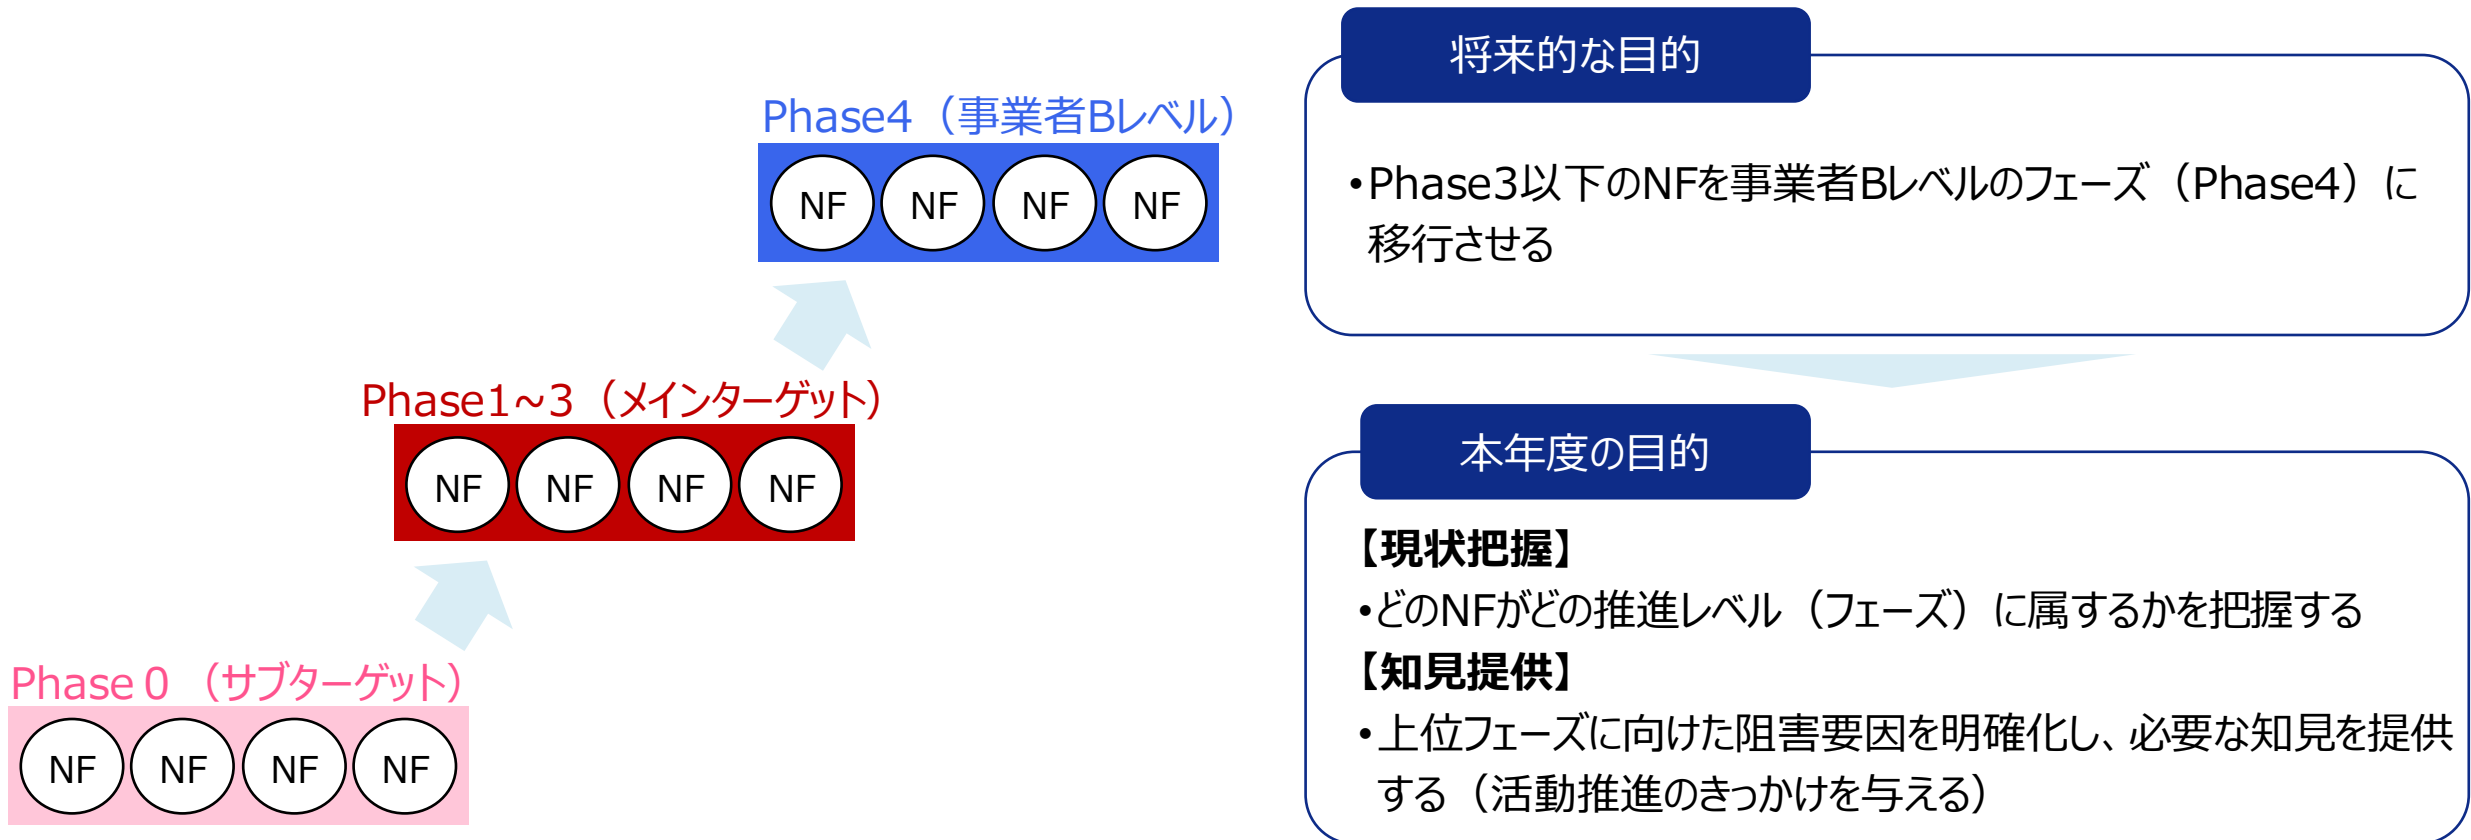 Phase4（事業者Bレベル）
NF NF NF NF
Phase1~3（メインターゲット）
NF NF NF NF
Phase０（サブターゲット）
NF NF NF NF
将来的な目的
•Phase3以下のNFを事業者Bレベルのフェーズ（Phase4）に
移行させる
本年度の目的
【現状把握】
•どのNFがどの推進レベル（フェーズ）に属するかを把握する
【知見提供】
•上位フェーズに向けた阻害要因を明確化し、必要な知見を提供
する（活動推進のきっかけを与える）